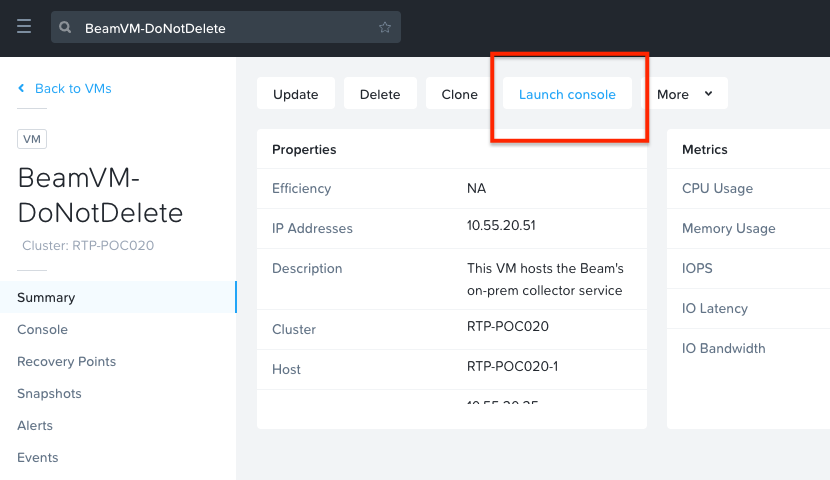 BeamVM-DoNotDelete
Back to VMs
VM
BeamVM-
DoNotDelete
Cluster: RTP-POC020
Summary
Console
Recovery Points
Snapshots
Alerts
Events
Update
Delete
Clone
Launch console
More
Properties
Efficiency NA
IP Addresses 10.55.20.51
Description This VM hosts the Beam's
on-prem collector service
Cluster RTP-POC020
Host RTP-POC020-1
Metrics
CPU Usage
Memory Usage
IOPS
IO Latency
IO Bandwidth